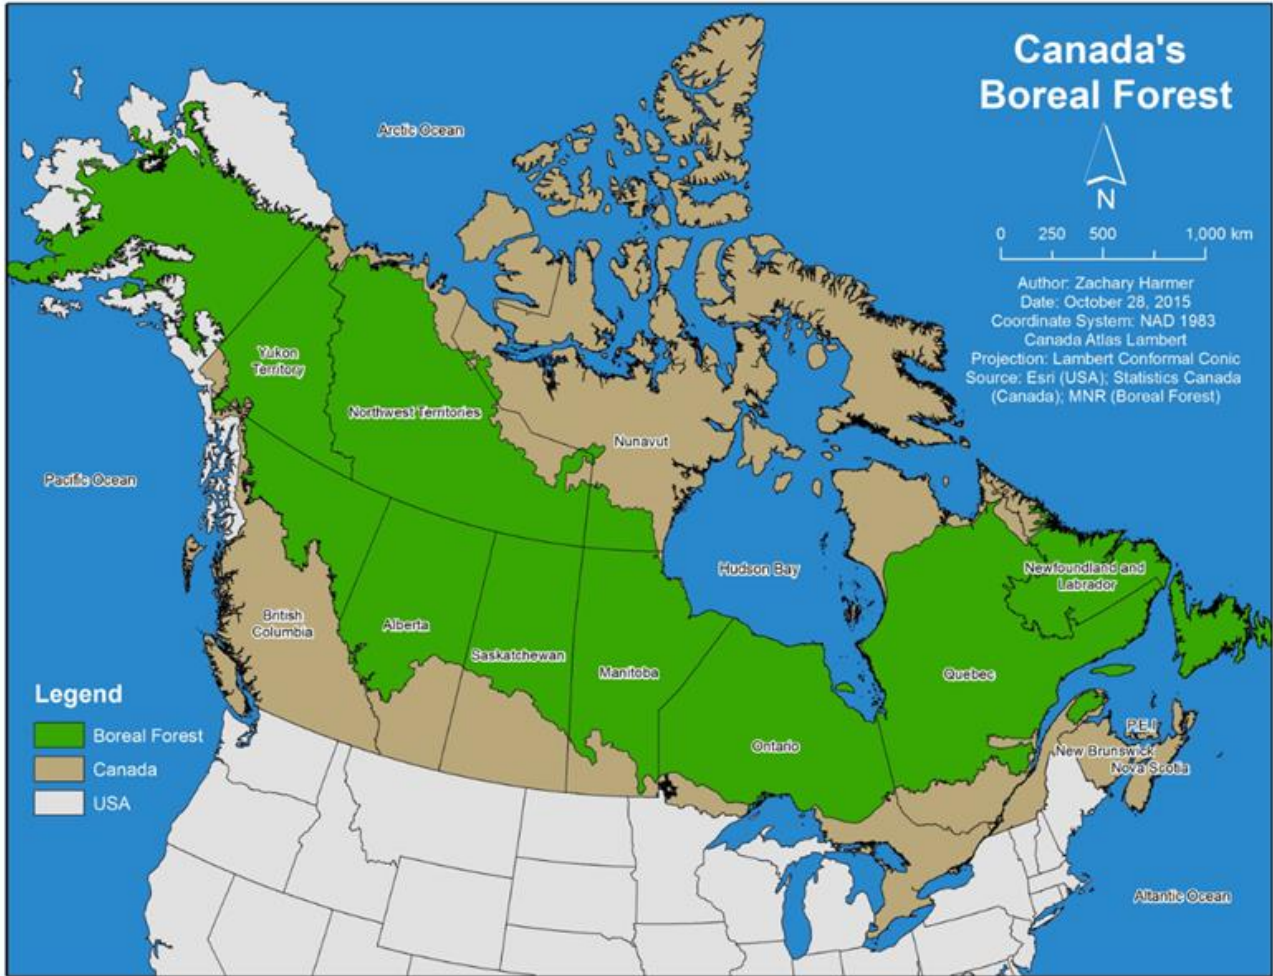 Canada's
Boreal Forest
N
0 250 500 1,000 km
Author: Zachary Harmer
Date: October 28, 2015
Coordinate System: NAD 1983
Canada Atlas Lambert
Projection: Lambert Conformal Conic
Source: Esri (USA); Statistics Canada
(Canada); MNR (Boreal Forest)
Arctic Ocean
Yukon
Territory
Northwest Territories
Nunavut
Pacific Ocean
Hudson Bay
Newfoundland and
Labrador
British
Columbia
Alberta
Saskatchewan
Manitoba
Quebec
Ontario
P.E.I
New Brunswick
Nova Scotia
Altantic Ocean
Legend
Boreal Forest
Canada
USA